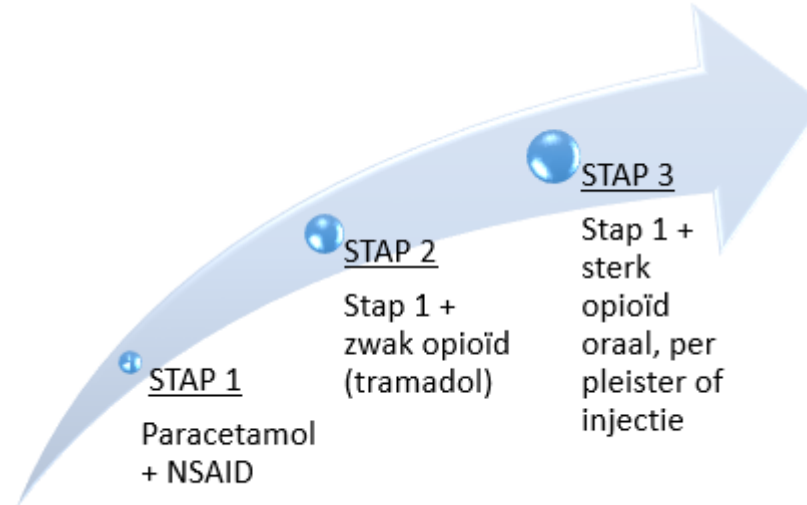 STAP 1
Paracetamol
+ NSAID
STAP 2
Stap 1 +
zwak opioïd
(tramadol)
STAP 3
Stap 1 +
sterk
opioïd
oraal, per
pleister of
injectie